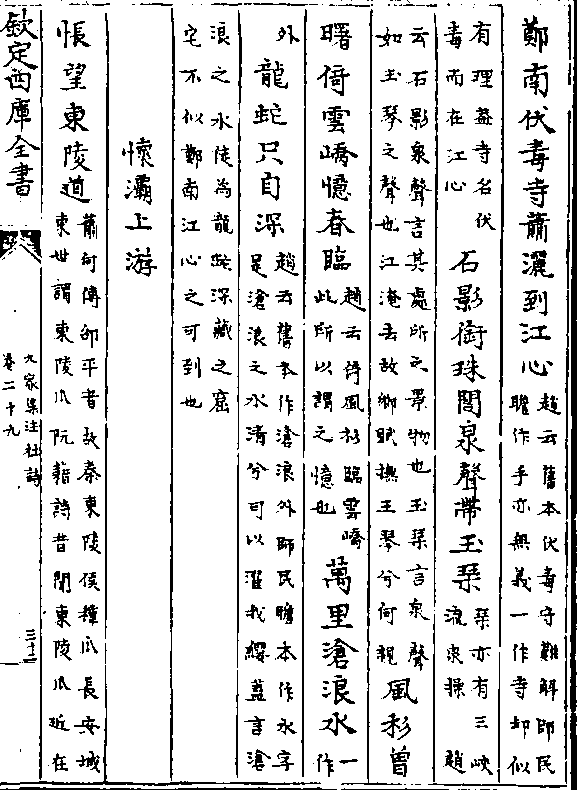 鄭南伏毒寺蕭灑到江心趙云舊本伏毒守難解師民
瞻作手亦無義一作寺却似
有理葢寺名伏
毒而在江心
石影銜珠閣泉聲帶玉琴琴亦有三峽
流泉操 趙
云石影泉聲言其處所之景物也玉琴言泉聲
如玉琴之聲也江淹去故鄉賦撫玉琴兮何親
風杉曽
曙倚雲嶠憶春臨趙云倚風杉臨雲嶠
此所以謂之憶也
萬里滄浪水一
作
外
龍蛇只自深趙云舊本作滄浪外師民瞻本作水字
是滄浪之水清兮可以濯我纓葢言滄
浪之水徒為龍蛇深藏之窟
宅不似鄭南江心之可到也
懷灞上游
悵望東陵道蕭何傳邵平者故秦東陵侯種瓜長安城
東世謂東陵瓜阮籍詩昔聞東陵瓜近在
欽定四庫全書
九家集注杜詩
卷二十九
三十二